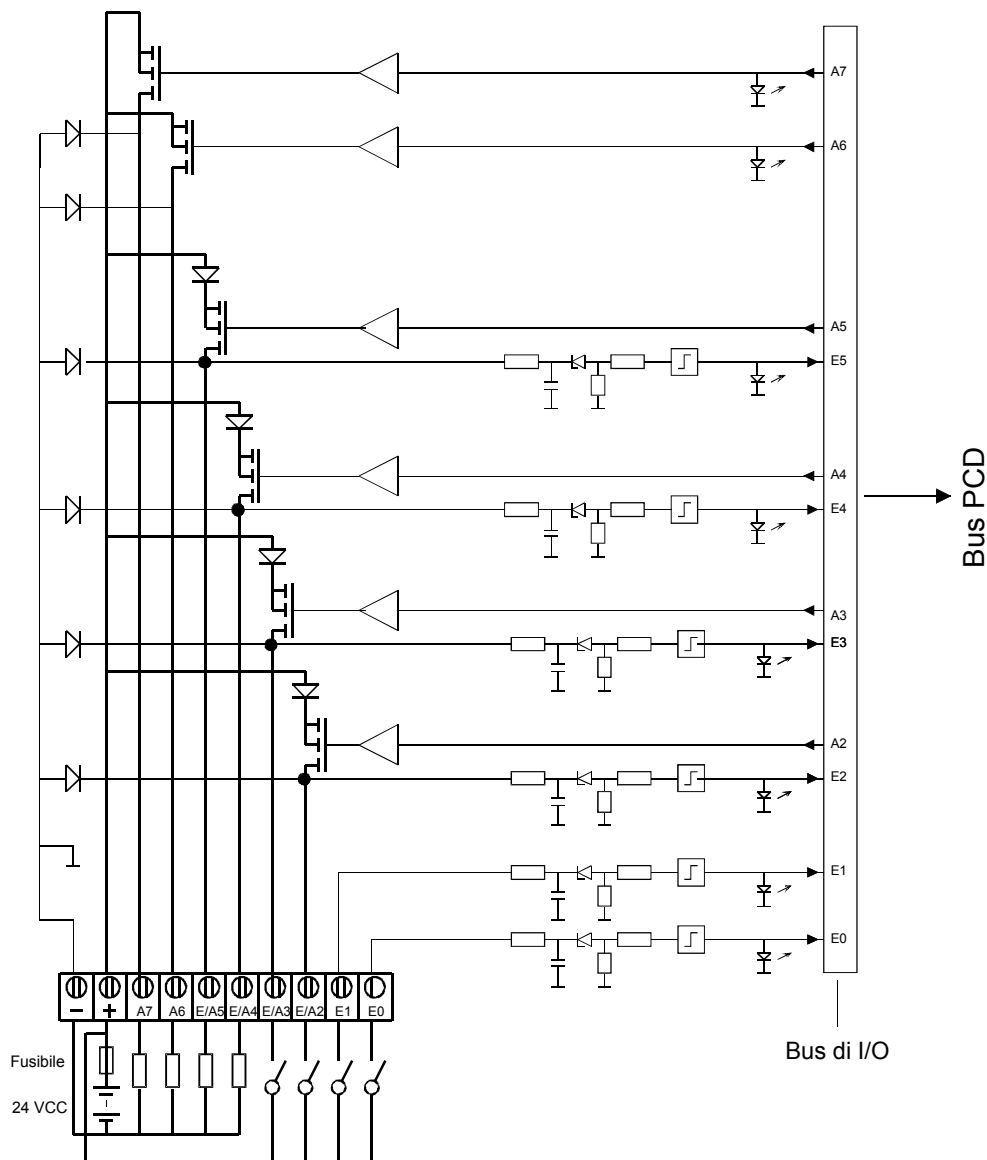 A7
A6
A5
E5
A4
E4
A3
E3
A2
E2
E1
E0
Bus PCD
– + A7 A6 E/A5 E/A4 E/A3 E/A2 E1 E0
Bus di I/O
Fusibile
24 VCC